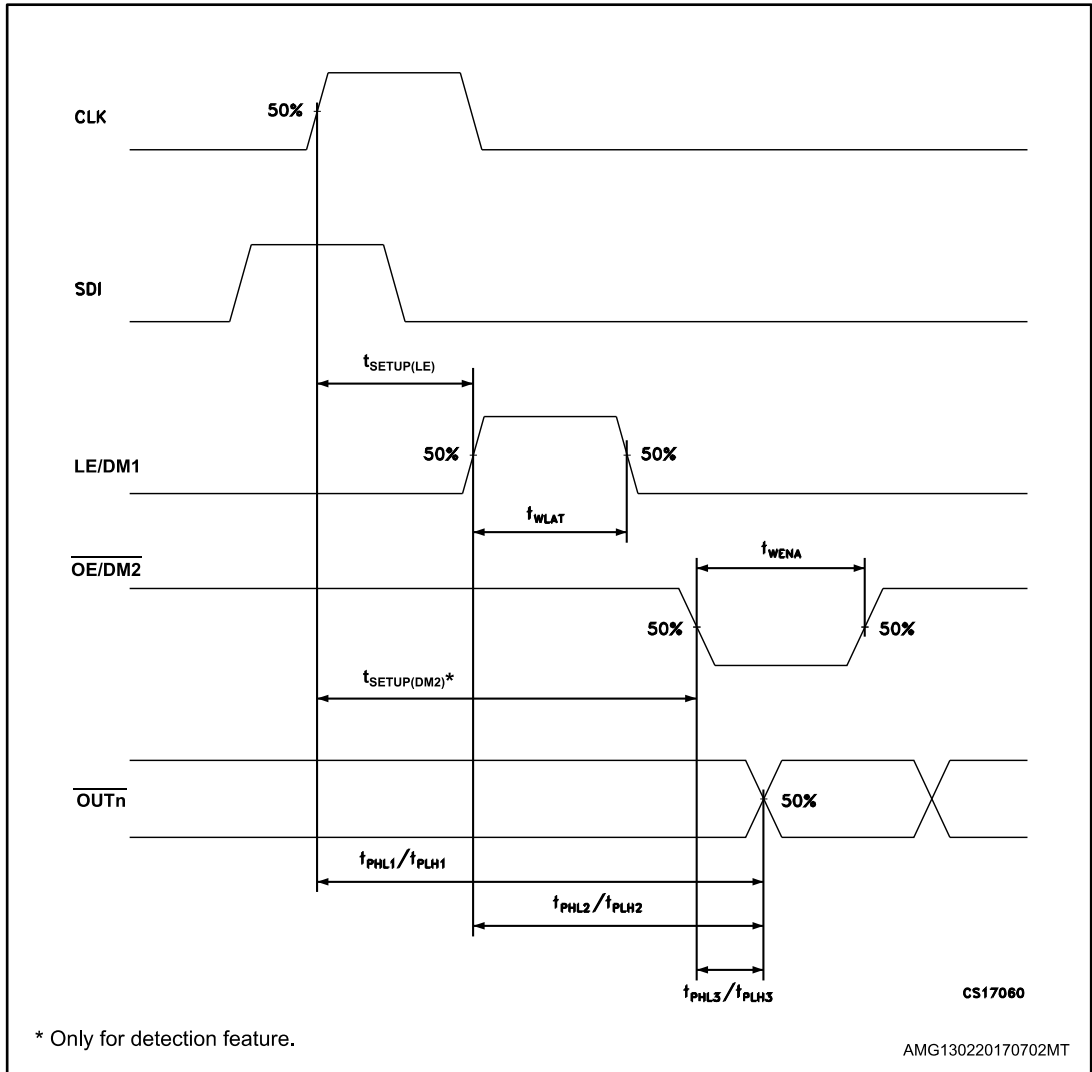 CLK
50%
SDI
tSETUP(LE)
LE/DM1
50%
50%
tWLAT
OE/DM2
tWENA
50%
50%
tSETUP(DM2)*
OUTn
50%
tPHL1/tPLH1
tPHL2/tPLH2
tPHL3/tPLH3
CS17060
* Only for detection feature.
AMG130220170702MT